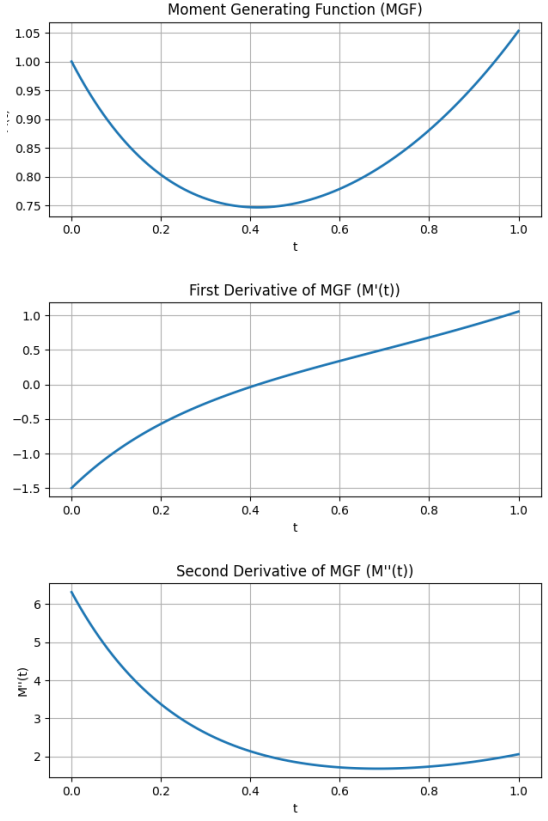 Moment Generating Function (MGF)
1.05
1.00
0.95
0.90
0.85
0.80
0.75
0.0 0.2 0.4 0.6 0.8 1.0
t
First Derivative of MGF (M'(t))
1.0
0.5
0.0
−0.5
−1.0
−1.5
0.0 0.2 0.4 0.6 0.8 1.0
t
Second Derivative of MGF (M''(t))
6
5
4
3
2
M''(t)
0.0 0.2 0.4 0.6 0.8 1.0
t